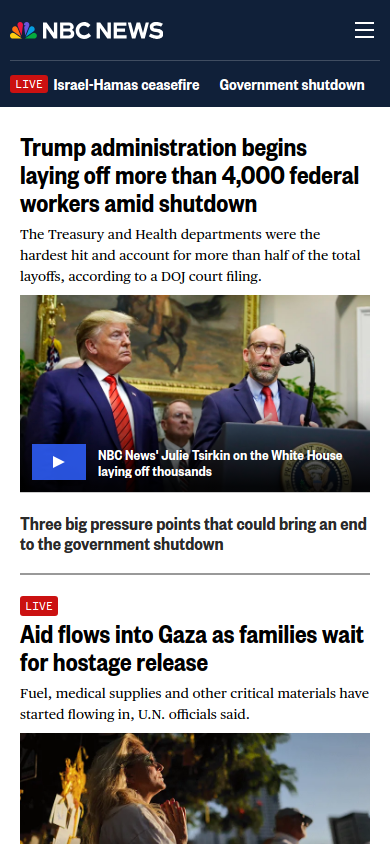 NBC NEWS
LIVE Israel-Hamas ceasefire Government shutdown
Trump administration begins
laying off more than 4,000 federal
workers amid shutdown
The Treasury and Health departments were the
hardest hit and account for more than half of the total
layoffs, according to a DOJ court filing.
NBC News' Julie Tsirkin on the White House
laying off thousands
Three big pressure points that could bring an end
to the government shutdown
LIVE
Aid flows into Gaza as families wait
for hostage release
Fuel, medical supplies and other critical materials have
started flowing in, U.N. officials said.